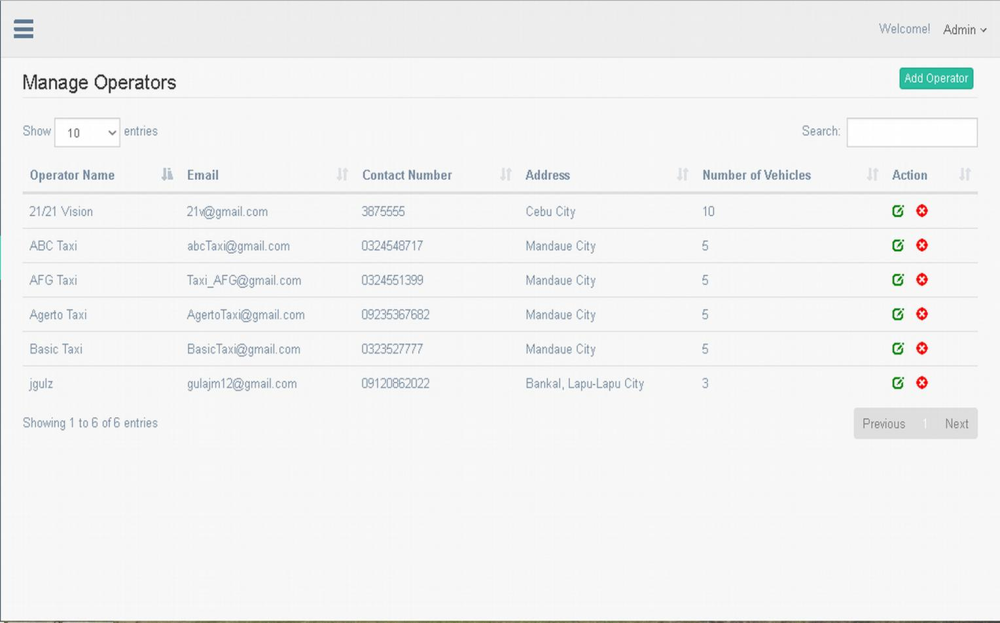 Welcome! Admin
Manage Operators
Add Operator
Show 10 entries
Search:
Operator Name Email Contact Number Address Number of Vehicles Action
21/21 Vision 21v@gmail.com 3875555 Cebu City 10
ABC Taxi abcTaxi@gmail.com 0324548717 Mandaue City 5
AFG Taxi Taxi_AFG@gmail.com 0324551399 Mandaue City 5
Agerto Taxi AgertoTaxi@gmail.com 09235367682 Mandaue City 5
Basic Taxi BasicTaxi@gmail.com 0323527777 Mandaue City 5
jgulz gulajm12@gmail.com 09120862022 Bankal, Lapu-Lapu City 3
Showing 1 to 6 of 6 entries
Previous 1 Next